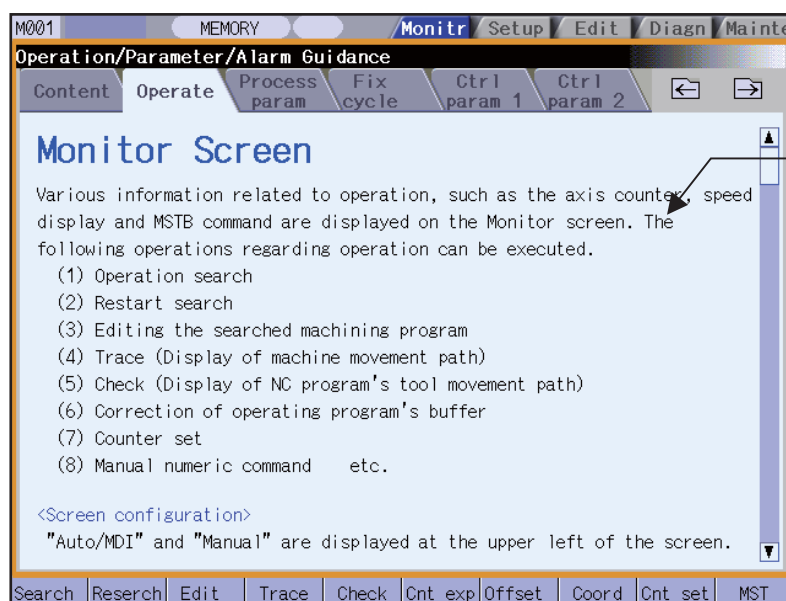 M001 MEMORY Monitr Setup Edit Diagn Mainte
Operation/Parameter/Alarm Guidance
Content Operate Process param Fix cycle Ctrl param 1 Ctrl param 2
Monitor Screen
Various information related to operation, such as the axis counter, speed
display and MSTB command are displayed on the Monitor screen. The
following operations regarding operation can be executed.
(1) Operation search
(2) Restart search
(3) Editing the searched machining program
(4) Trace (Display of machine movement path)
(5) Check (Display of NC program's tool movement path)
(6) Correction of operating program's buffer
(7) Counter set
(8) Manual numeric command etc.
<Screen configuration>
"Auto/MDI" and "Manual" are displayed at the upper left of the screen.
Search Reserch Edit Trace Check Cnt exp Offset Coord Cnt set MST